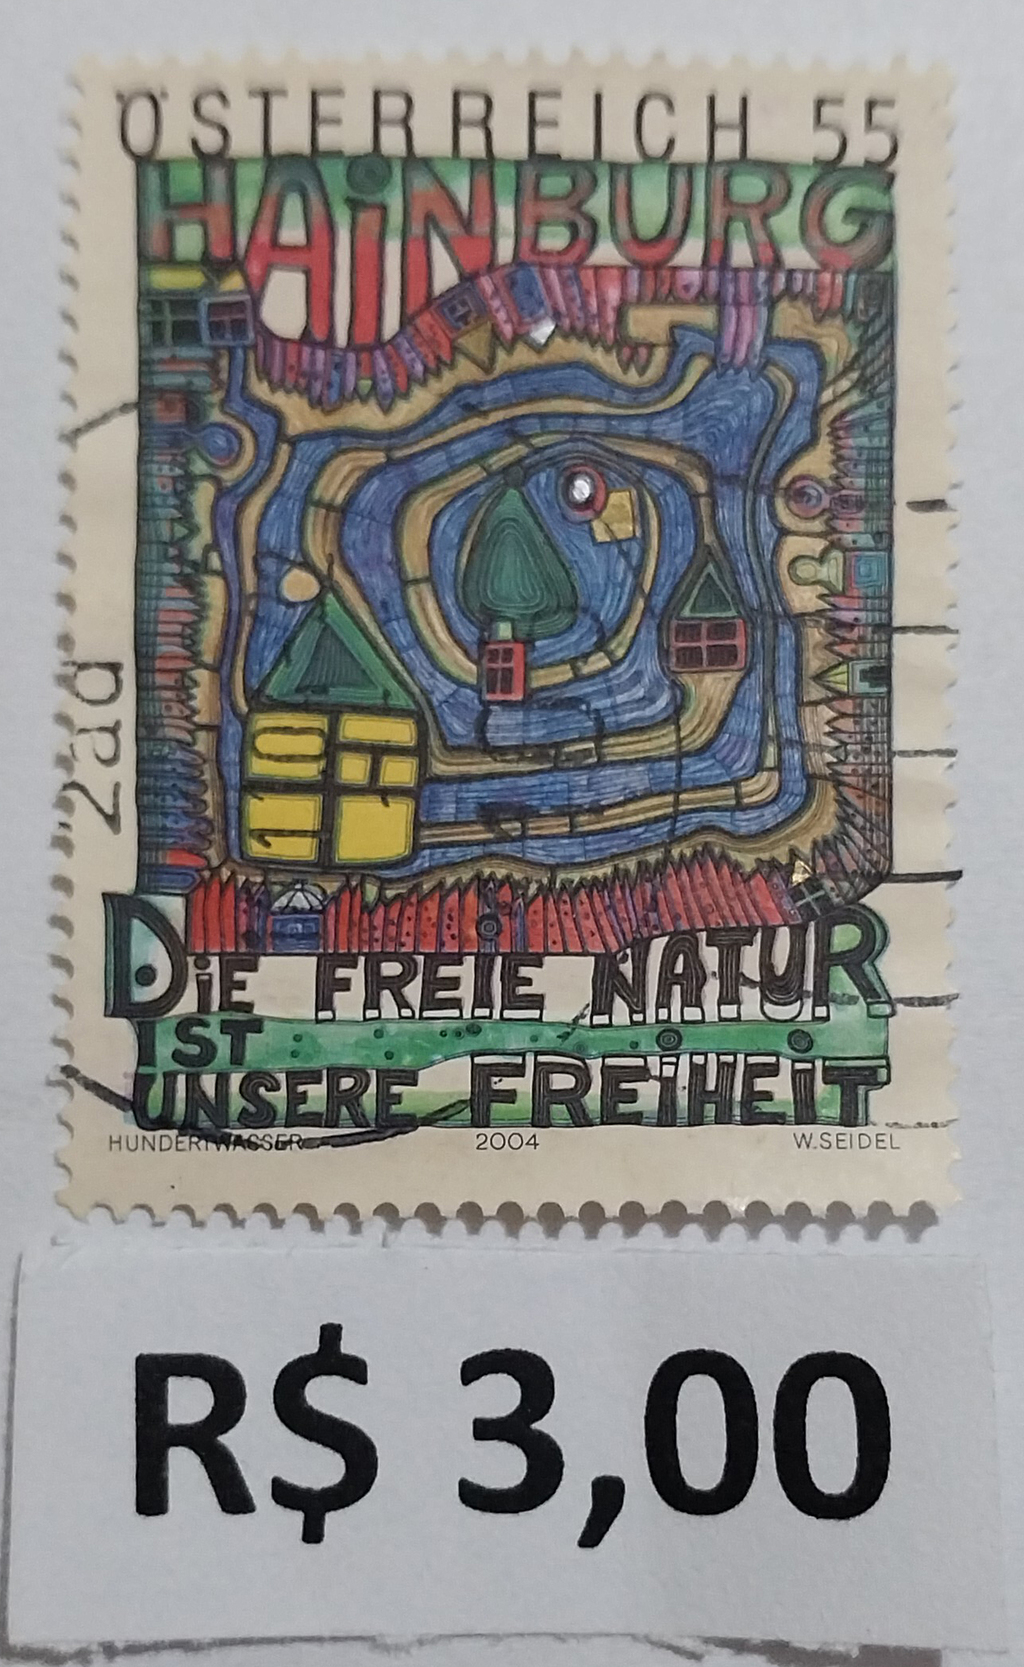 ÖSTERREICH 55
HAiNBURG
DiE FREIE NATUR
IST
UNSERE FREiHEiT
HUNDERTWASSER 2004 W.SEIDEL
R$ 3,00